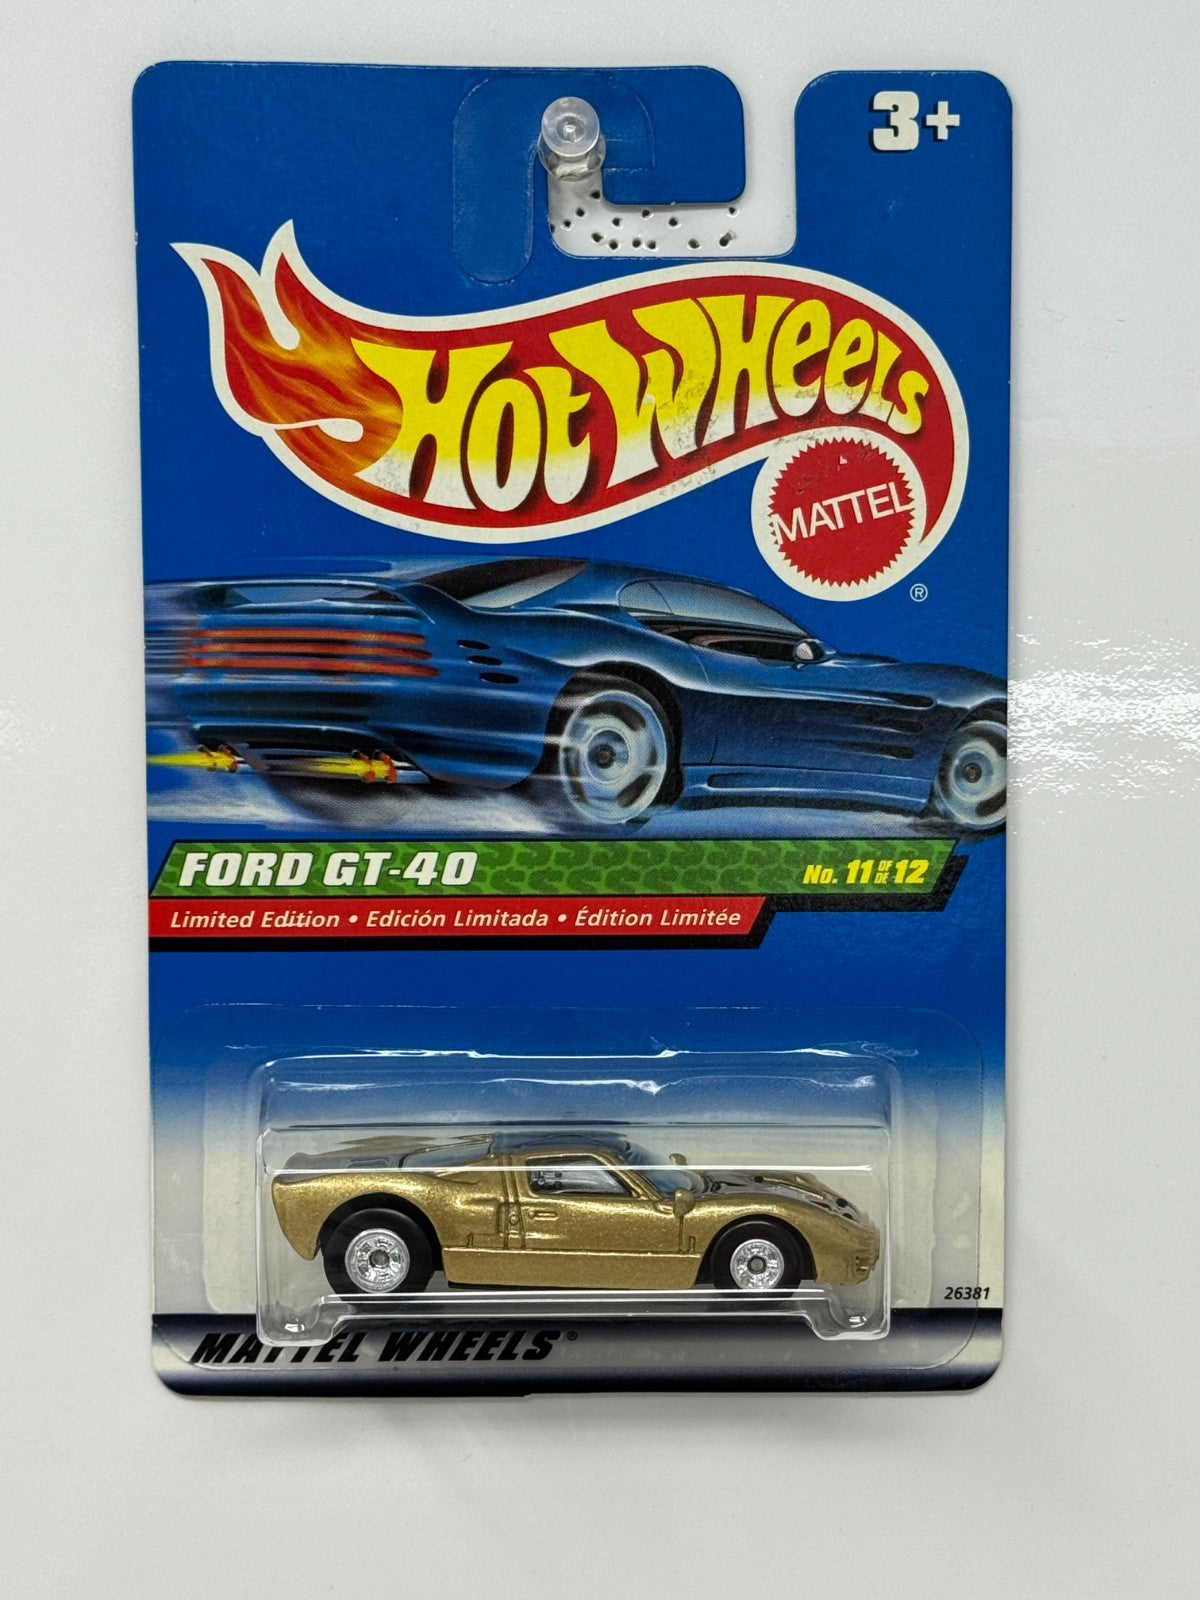 3+
HOT WHEELS
MATTEL
®
FORD GT-40
No. 11 OF DE 12
Limited Edition • Edición Limitada • Édition Limitée
26381
MATTEL WHEELS®